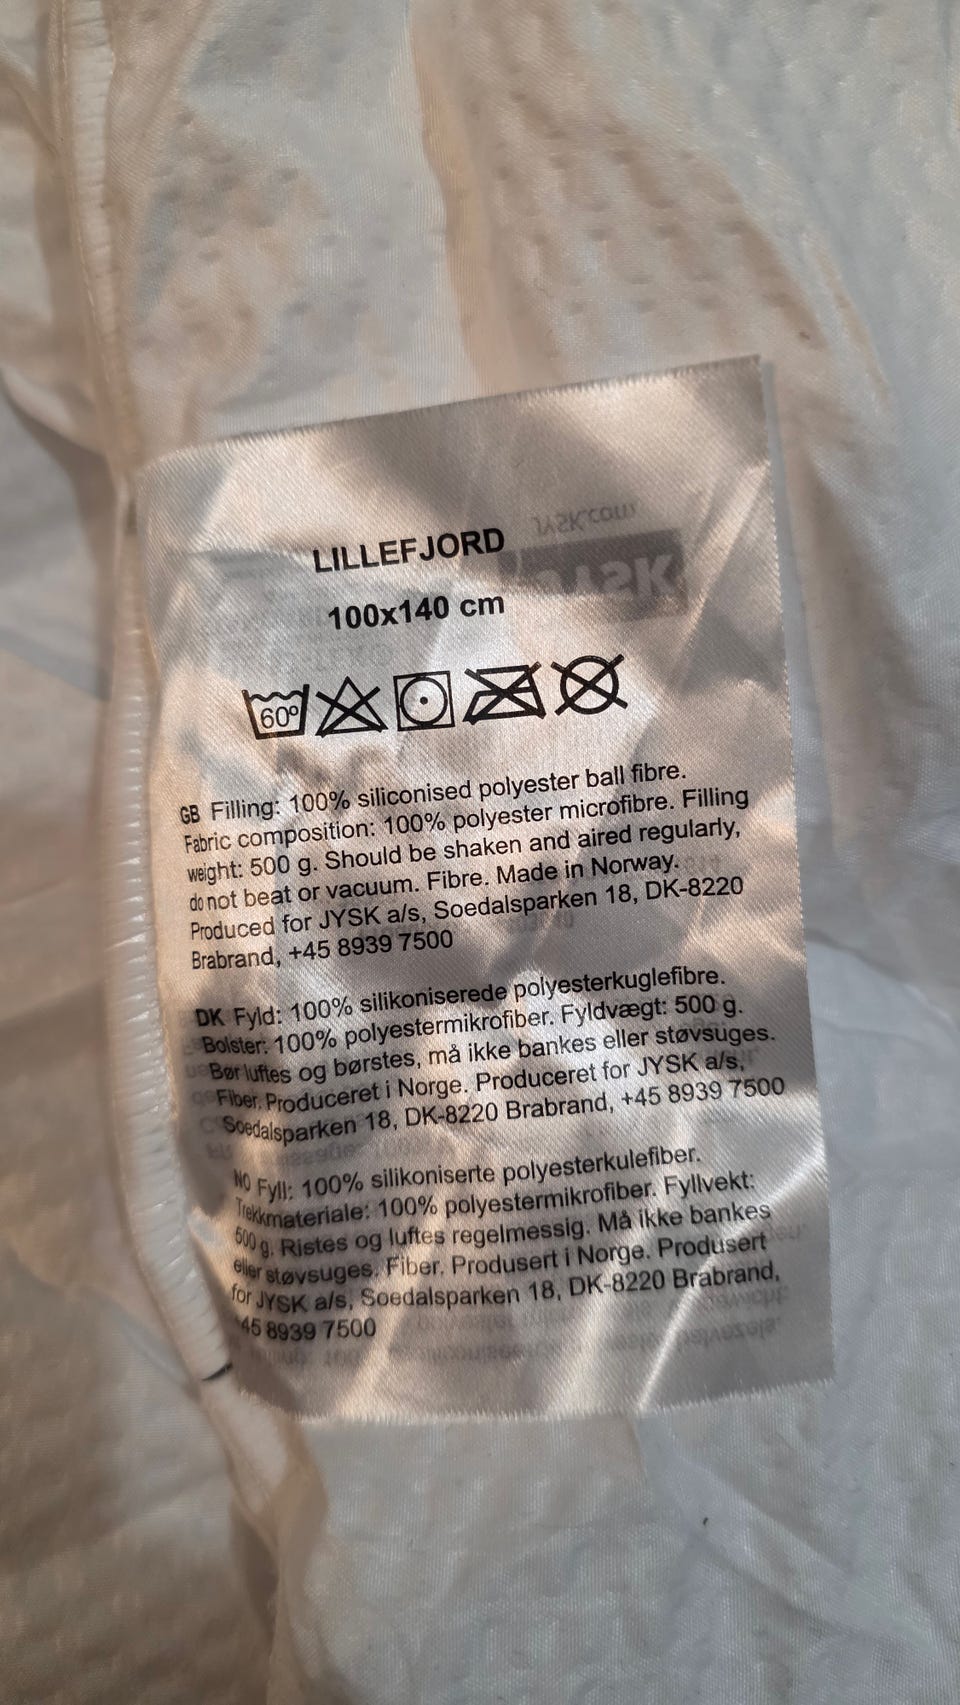 LILLEFJORD
100x140 cm
60°
GB Filling: 100% siliconised polyester ball fibre.
Fabric composition: 100% polyester microfibre. Filling
weight: 500 g. Should be shaken and aired regularly,
do not beat or vacuum. Fibre. Made in Norway.
Produced for JYSK a/s, Soedalsparken 18, DK-8220
Brabrand, +45 8939 7500
DK Fyld: 100% silikoniserede polyesterkuglefibre.
Bolster: 100% polyestermikrofiber. Fyldvægt: 500 g.
Bør luftes og børstes, må ikke bankes eller støvsuges.
Fiber. Produceret i Norge. Produceret for JYSK a/s,
Soedalsparken 18, DK-8220 Brabrand, +45 8939 7500
NO Fyll: 100% silikoniserte polyesterkulefiber.
Trekkmateriale: 100% polyestermikrofiber. Fyllvekt:
500 g. Ristes og luftes regelmessig. Må ikke bankes
eller støvsuges. Fiber. Produsert i Norge. Produsert
for JYSK a/s, Soedalsparken 18, DK-8220 Brabrand,
45 8939 7500
JYSK.com
JYSK